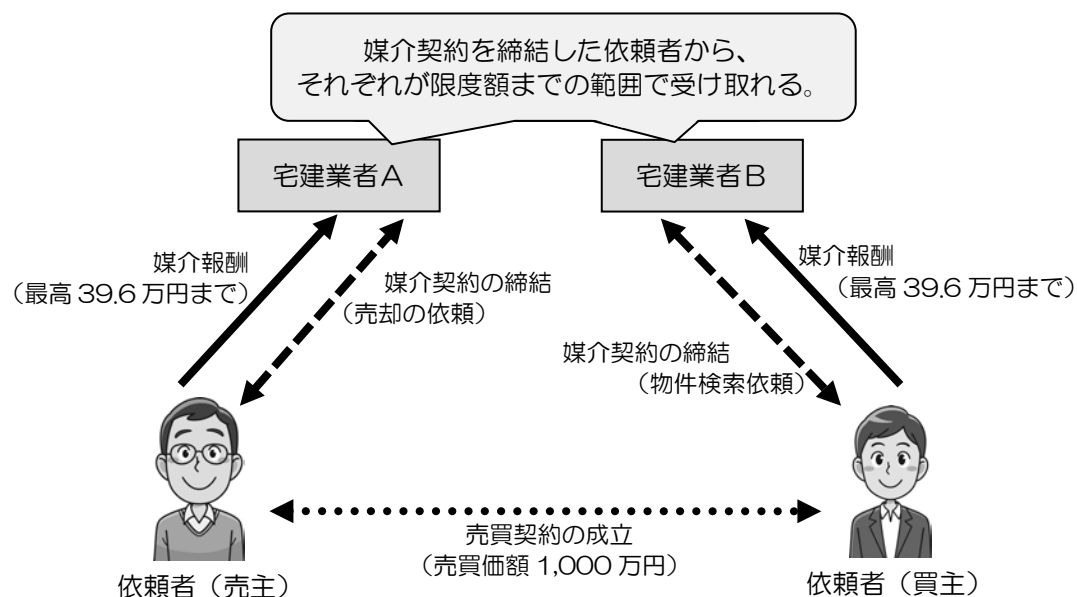 媒介契約を締結した依頼者から、
それぞれが限度額までの範囲で受け取れる。
宅建業者A
宅建業者B
媒介報酬
（最高 39.6 万円まで）
媒介契約の締結
（売却の依頼）
媒介報酬
（最高 39.6 万円まで）
媒介契約の締結
（物件検索依頼）
売買契約の成立
（売買価額 1,000 万円）
依頼者（売主）
依頼者（買主）